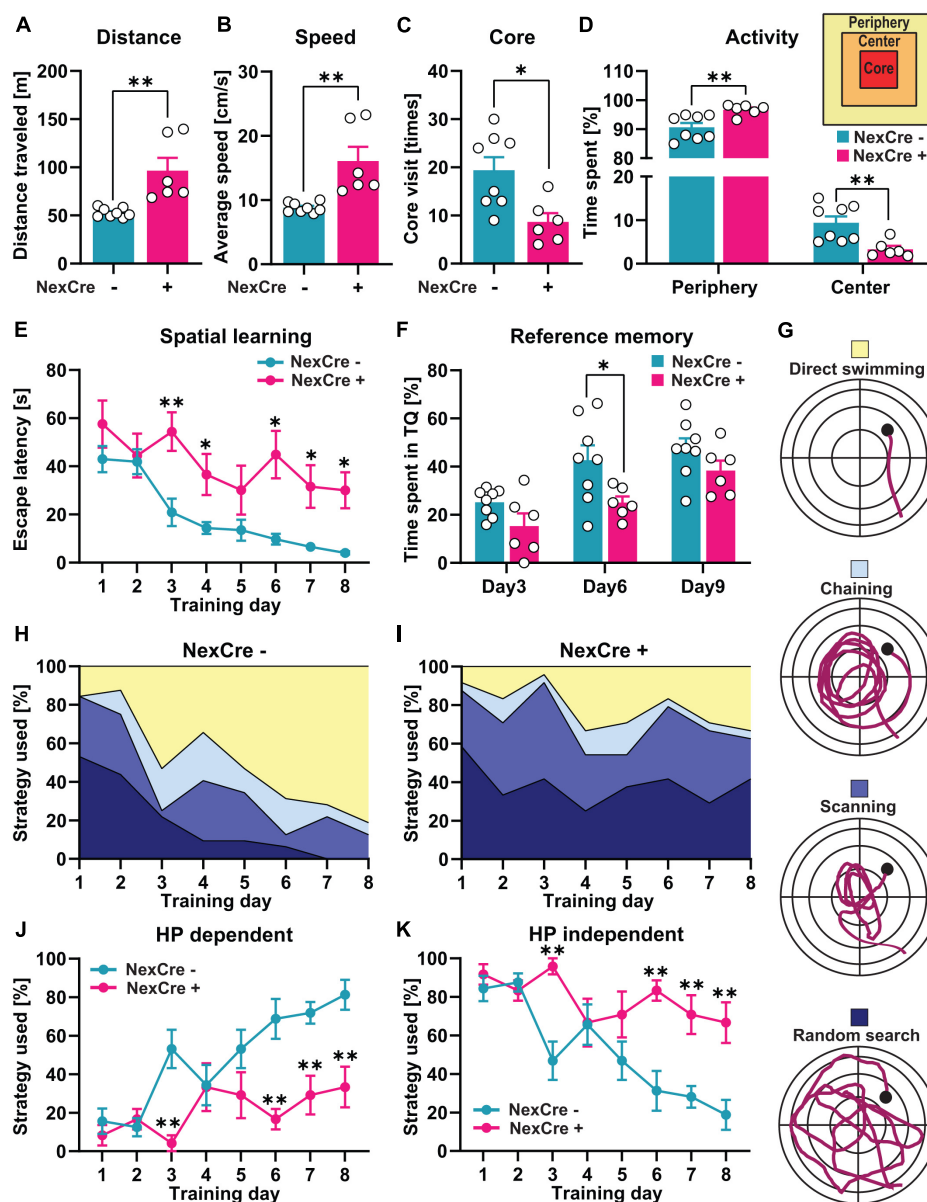 A
Distance
Distance traveled [m]
200
150
100
50
0
NexCre - +
**
B
Speed
Average speed [cm/s]
30
20
10
0
- +
**
C
Core
Core visit [times]
40
30
20
10
0
NexCre - +
*
D
Activity
Time spent [%]
110
100
90
80
20
10
0
**
**
Periphery Center
Periphery
Center
Core
NexCre -
NexCre +
E
Spatial learning
NexCre -
NexCre +
Escape latency [s]
80
60
40
20
0
** * * * *
1 2 3 4 5 6 7 8
Training day
F
Reference memory
NexCre -
NexCre +
Time spent in TQ [%]
80
60
40
20
0
*
Day3 Day6 Day9
G
Direct swimming
Chaining
Scanning
Random search
H
NexCre -
Strategy used [%]
100
80
60
40
20
0
1 2 3 4 5 6 7 8
Training day
I
NexCre +
Strategy used [%]
100
80
60
40
20
0
1 2 3 4 5 6 7 8
Training day
J
HP dependent
NexCre -
NexCre +
Strategy used [%]
100
80
60
40
20
0
** ** ** **
1 2 3 4 5 6 7 8
Training day
K
HP independent
Strategy used [%]
100
80
60
40
20
0
** ** ** **
NexCre -
NexCre +
1 2 3 4 5 6 7 8
Training day